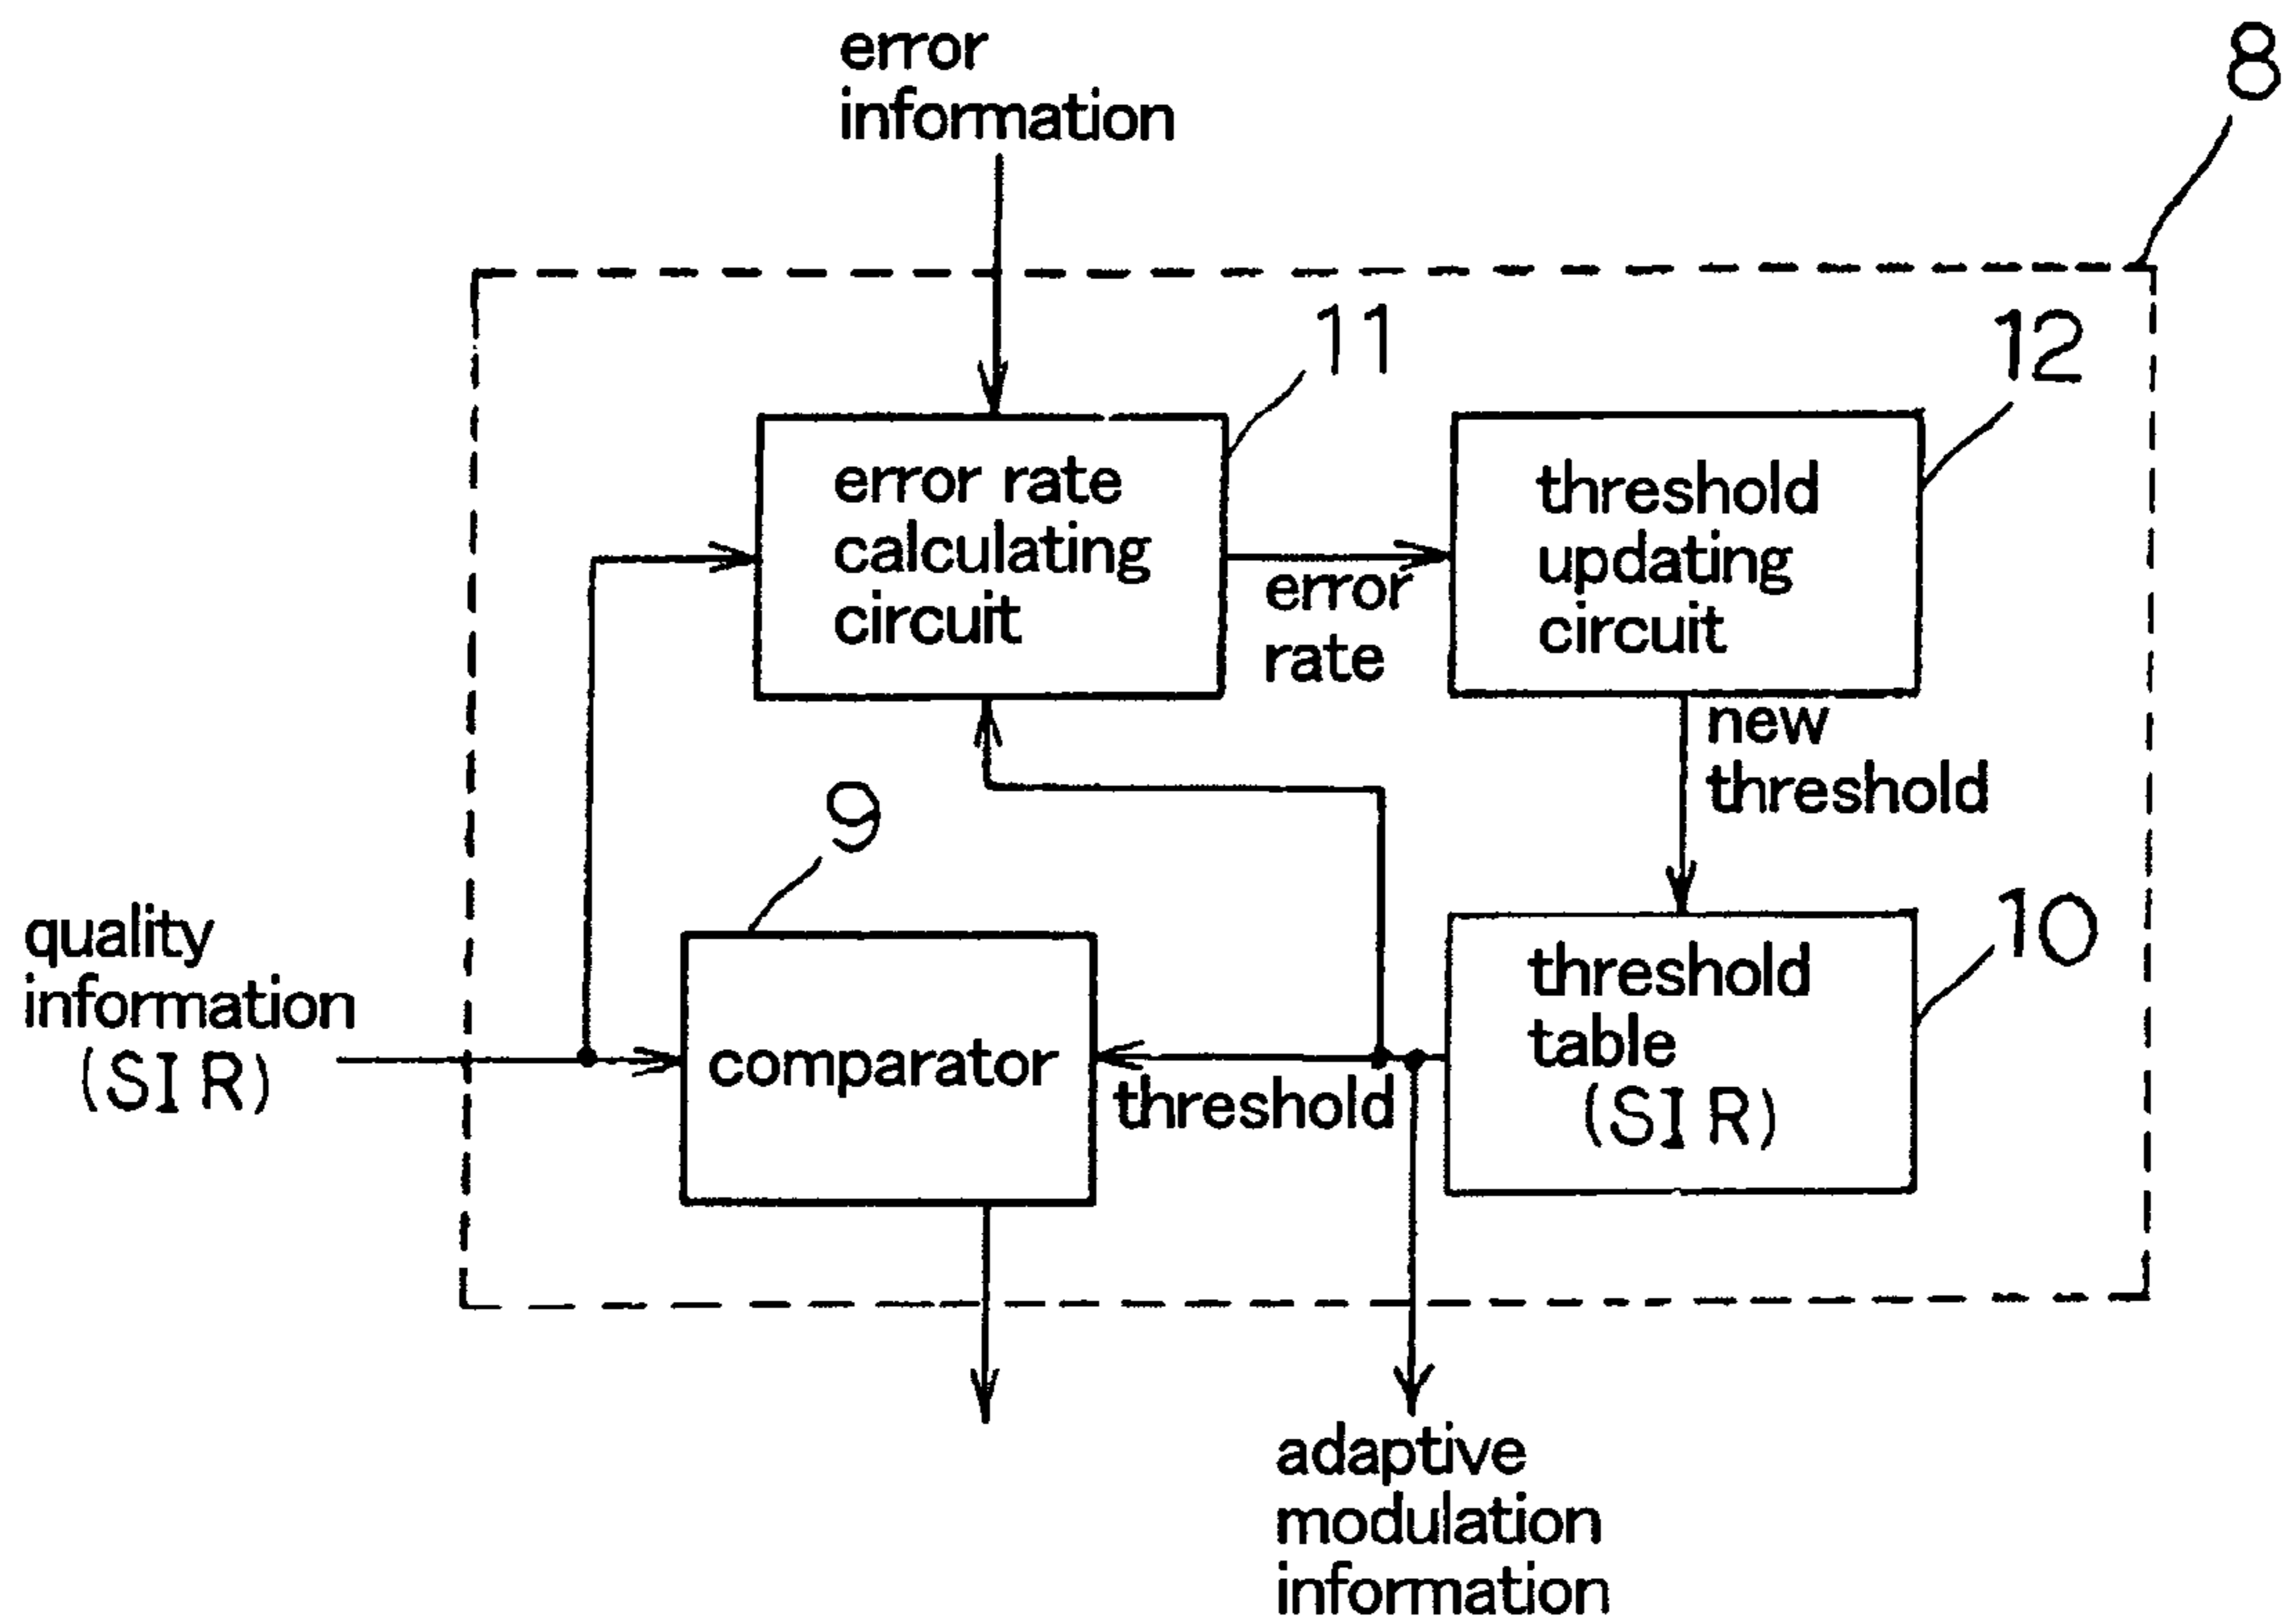 error
information
8
11
12
error rate
calculating
circuit
threshold
updating
circuit
error
rate
new
threshold
9
10
quality
information
(SIR)
comparator
threshold
threshold
table
(SIR)
adaptive
modulation
information